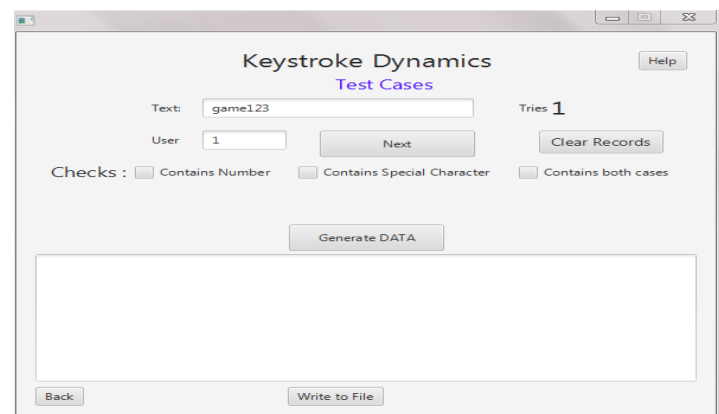 Keystroke Dynamics
Help
Test Cases
Text: game123 Tries 1
User 1 Next Clear Records
Checks : Contains Number Contains Special Character Contains both cases
Generate DATA
Back Write to File